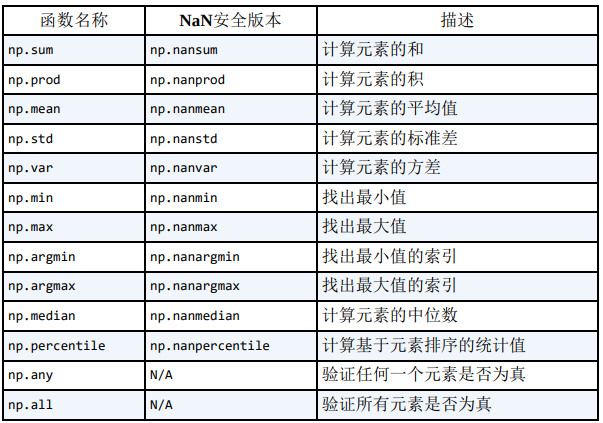 函数名称 NaN安全版本 描述
np.sum np.nansum 计算元素的和
np.prod np.nanprod 计算元素的积
np.mean np.nanmean 计算元素的平均值
np.std np.nanstd 计算元素的标准差
np.var np.nanvar 计算元素的方差
np.min np.nanmin 找出最小值
np.max np.nanmax 找出最大值
np.argmin np.nanargmin 找出最小值的索引
np.argmax np.nanargmax 找出最大值的索引
np.median np.nanmedian 计算元素的中位数
np.percentile np.nanpercentile 计算基于元素排序的统计值
np.any N/A 验证任何一个元素是否为真
np.all N/A 验证所有元素是否为真